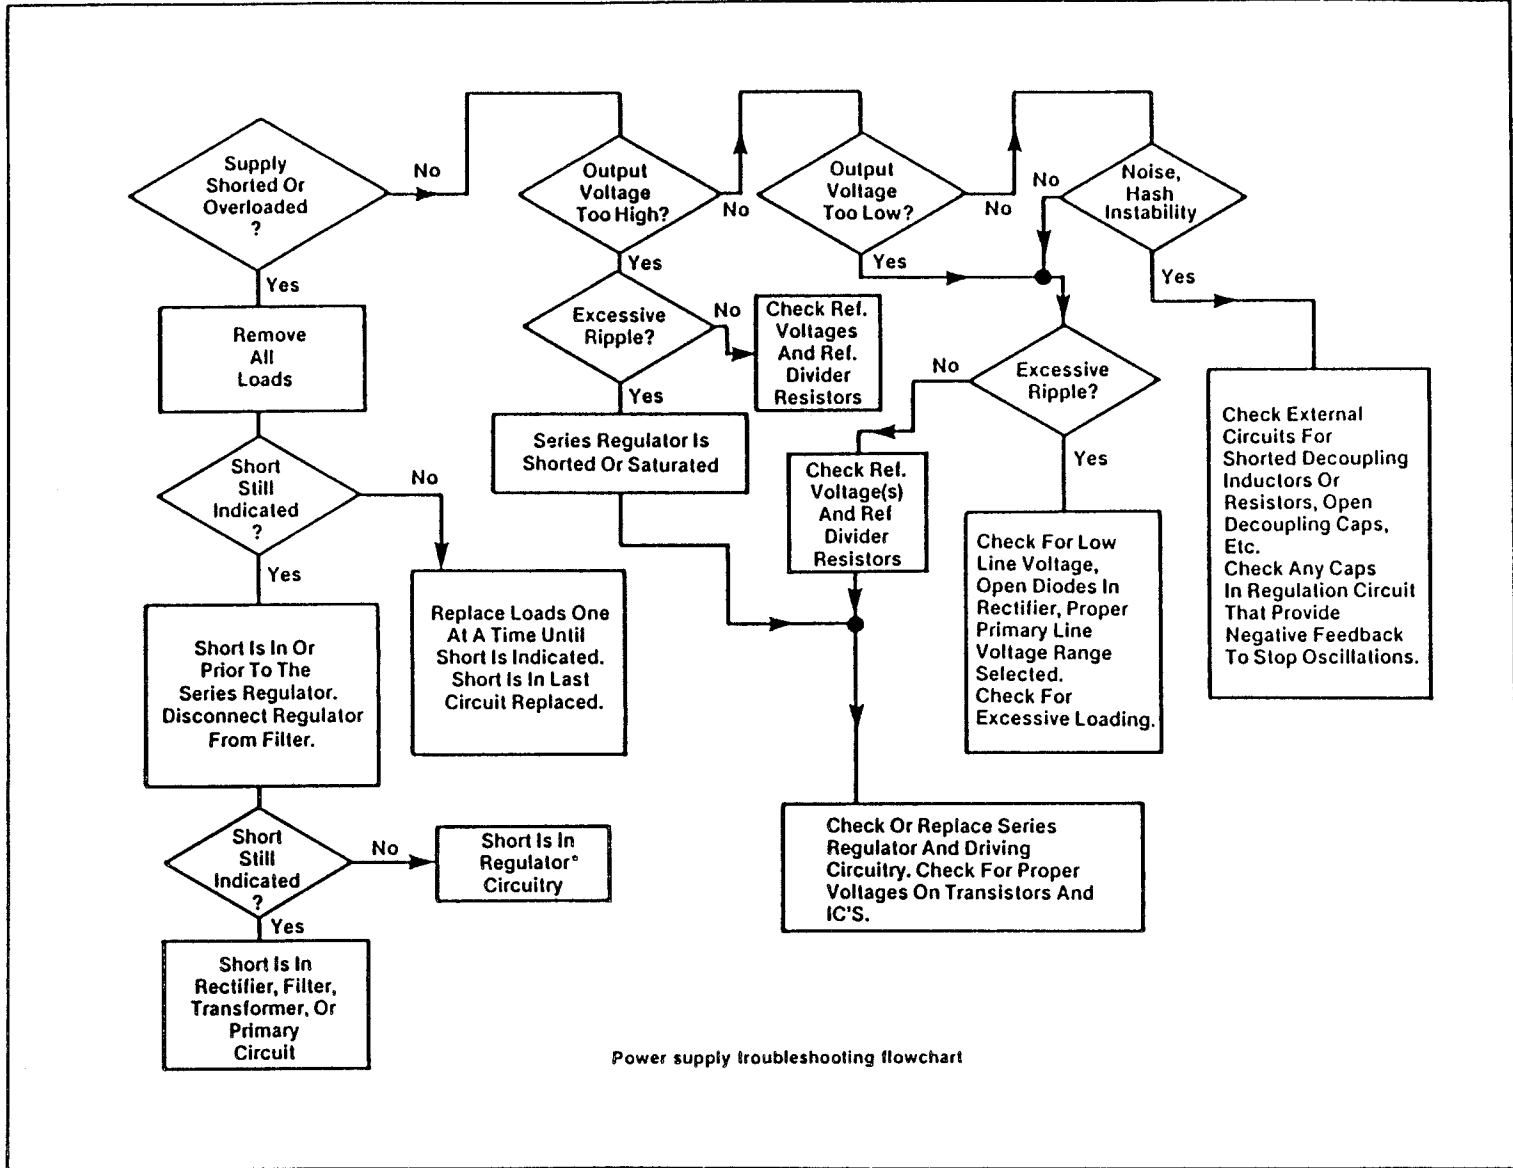 Supply
Shorted Or
Overloaded
?
No
Yes
Remove
All
Loads
Short
Still
Indicated
?
No
Yes
Replace Loads One
At A Time Until
Short Is Indicated.
Short Is In Last
Circuit Replaced.
Short Is In Or
Prior To The
Series Regulator.
Disconnect Regulator
From Filter.
Short
Still
Indicated
?
No
Short Is In
Regulator°
Circuitry
Yes
Short Is In
Rectifier, Filter,
Transformer, Or
Primary
Circuit
Output
Voltage
Too High?
No
Yes
Excessive
Ripple?
No
Check Ref.
Voltages
And Ref.
Divider
Resistors
Yes
Series Regulator Is
Shorted Or Saturated
Output
Voltage
Too Low?
No
Yes
Noise,
Hash
Instability
No
Yes
Excessive
Ripple?
No
Check Ref.
Voltage(s)
And Ref
Divider
Resistors
Yes
Check For Low
Line Voltage,
Open Diodes In
Rectifier, Proper
Primary Line
Voltage Range
Selected.
Check For
Excessive Loading.
Check External
Circuits For
Shorted Decoupling
Inductors Or
Resistors, Open
Decoupling Caps,
Etc.
Check Any Caps
In Regulation Circuit
That Provide
Negative Feedback
To Stop Oscillations.
Check Or Replace Series
Regulator And Driving
Circuitry. Check For Proper
Voltages On Transistors And
IC'S.
Power supply troubleshooting flowchart